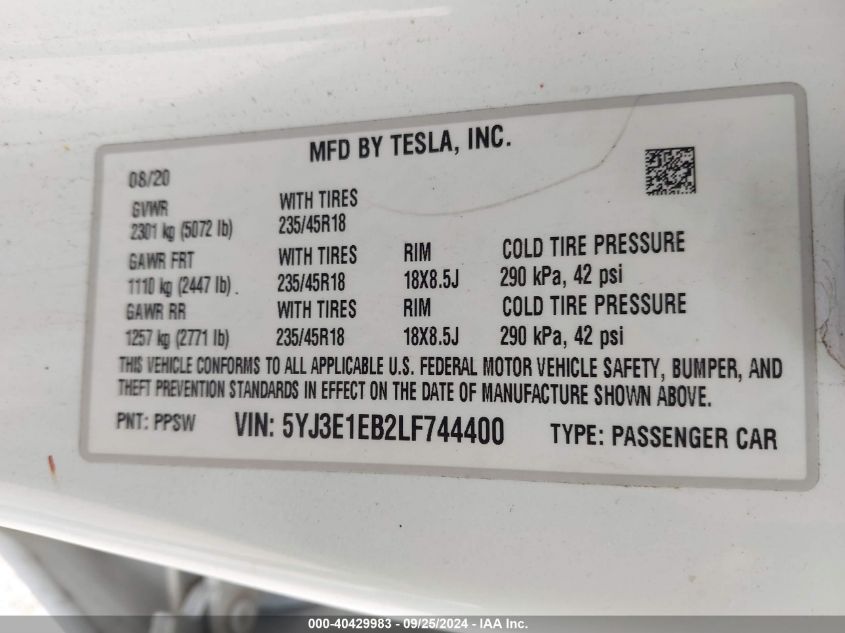 MFD BY TESLA, INC.
08/20
GVWR WITH TIRES
2301 kg (5072 lb) 235/45R18
GAWR FRT WITH TIRES RIM COLD TIRE PRESSURE
1110 kg (2447 lb) 235/45R18 18X8.5J 290 kPa, 42 psi
GAWR RR WITH TIRES RIM COLD TIRE PRESSURE
1257 kg (2771 lb) 235/45R18 18X8.5J 290 kPa, 42 psi
THIS VEHICLE CONFORMS TO ALL APPLICABLE U.S. FEDERAL MOTOR VEHICLE SAFETY, BUMPER, AND
THEFT PREVENTION STANDARDS IN EFFECT ON THE DATE OF MANUFACTURE SHOWN ABOVE.
PNT: PPSW VIN: 5YJ3E1EB2LF744400 TYPE: PASSENGER CAR
000-40429983 - 09/25/2024 - IAA Inc.